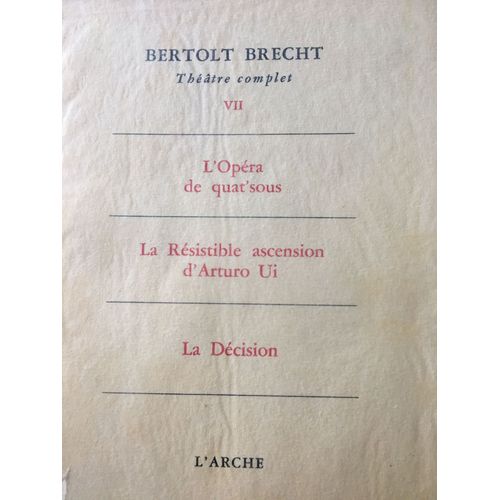 BERTOLT BRECHT
Théâtre complet
VII
L'Opéra
de quat'sous
La Résistible ascension
d'Arturo Ui
La Décision
L'ARCHE